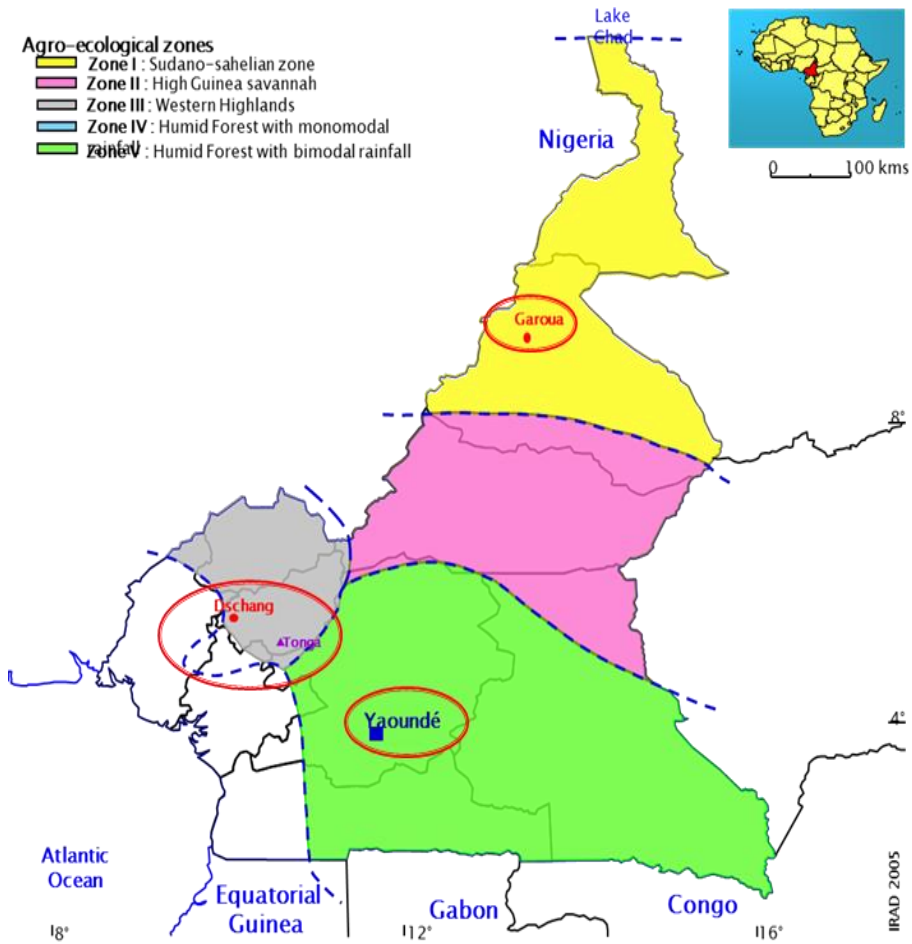 Agro-ecological zones
Zone I : Sudano-sahelian zone
Zone II : High Guinea savannah
Zone III : Western Highlands
Zone IV : Humid Forest with monomodal
rainfall
Zone V : Humid Forest with bimodal rainfall
Lake
Chad
Nigeria
0 100 kms
Garoua
8°
Dschang
Tonga
Yaoundé
4°
Atlantic
Ocean
Equatorial
Guinea
Gabon
Congo
8° 12° 16°
IRAD 2005